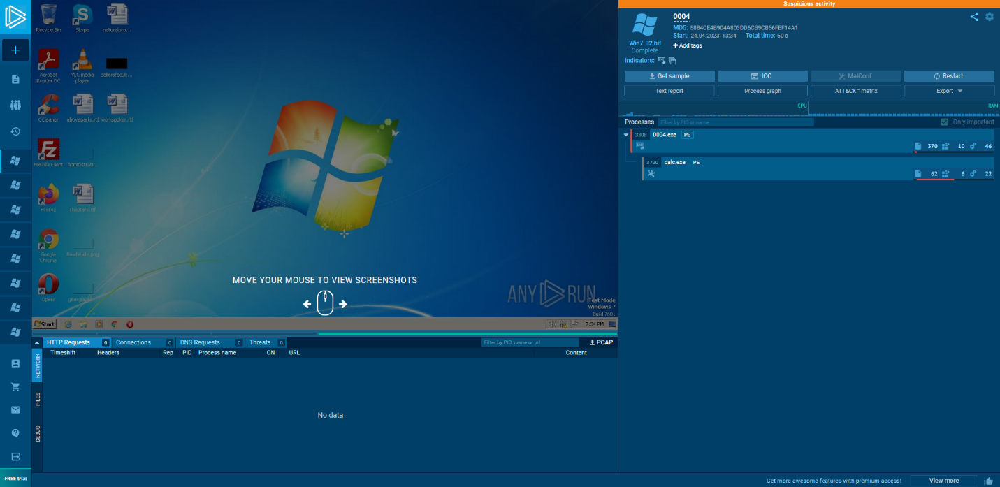 Suspicious activity
0004
MD5: 5884CE4B904A803DD6CB9CB56FEF14A1
Start: 24.04.2023, 13:34 Total time: 60 s
Win7 32 bit
Complete
+ Add tags
Indicators:
Get sample
IOC
MalConf
Restart
Text report
Process graph
ATT&CK™ matrix
Export
CPU
RAM
Processes
Filter by PID or name
Only important
3308 0004.exe PE
370 10 46
3720 calc.exe PE
62 6 22
Recycle Bin
Skype
naturalpro...
Acrobat
Reader DC
VLC media
player
sellersfacult...
CCleaner
aboveparts.rtf
workspoker.rtf
FileZilla Client
administrati...
Firefox
chapterk.rtf
Google
Chrome
Opera
MOVE YOUR MOUSE TO VIEW SCREENSHOTS
ANY RUN
Test Mode
Windows 7
Build 7601
Start
7:34 PM
HTTP Requests 0
Connections 0
DNS Requests 0
Threats 0
Filter by PID, name or url
PCAP
NETWORK
FILES
DEBUG
Timeshift
Headers
Rep
PID
Process name
CN
URL
Content
No data
FREE trial
Get more awesome features with premium access!
View more